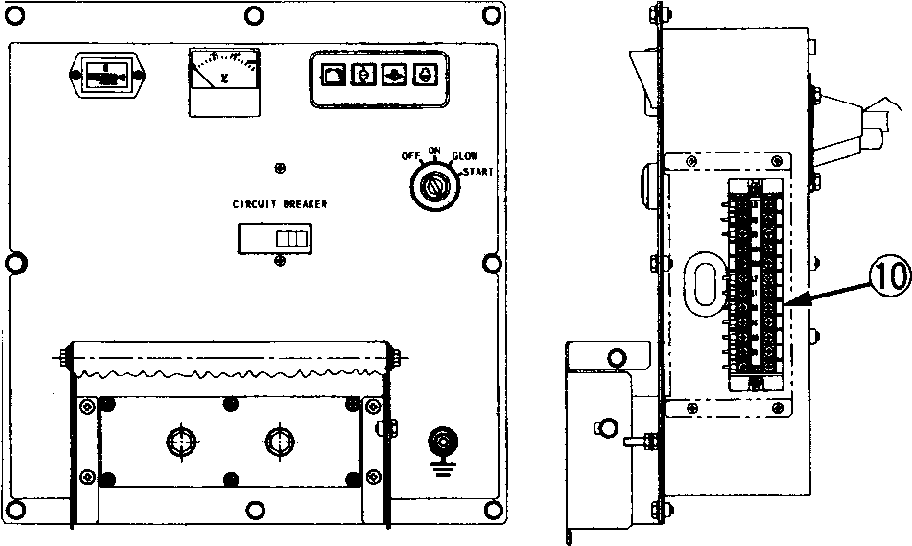 OFF ON GLOW
START
CIRCUIT BREAKER
10